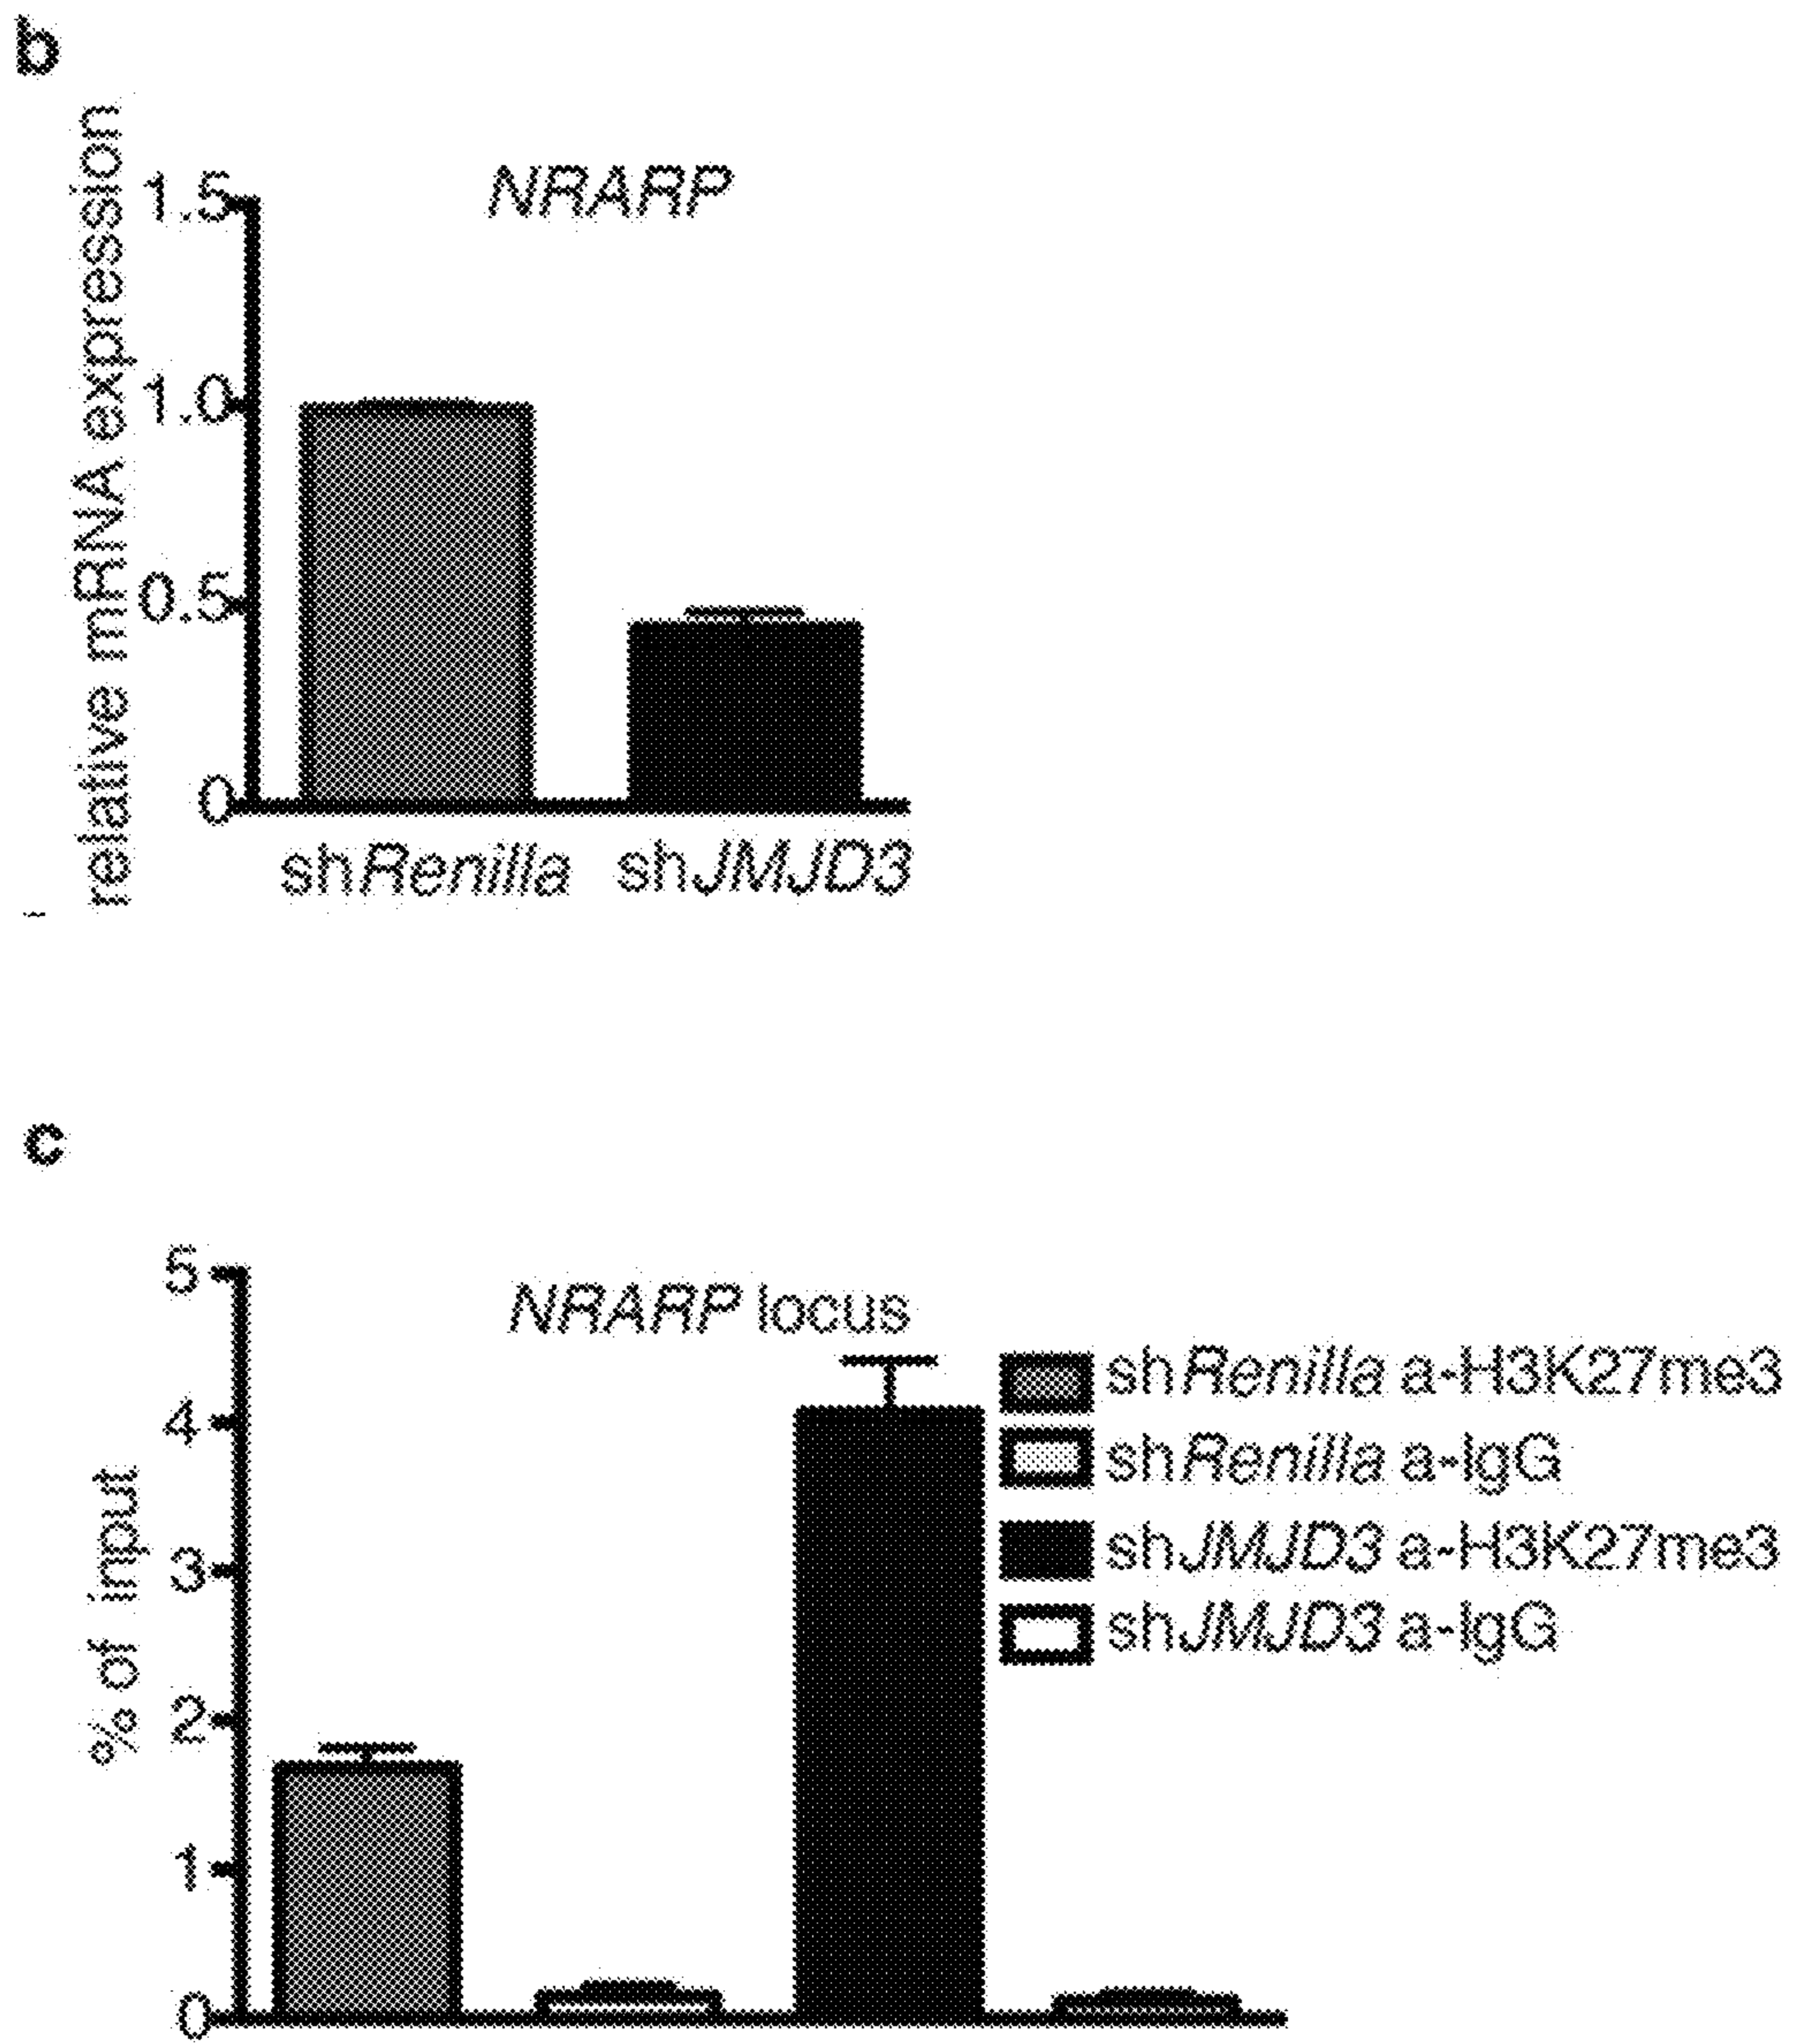 b
relative mRNA expression
NRARP
1.5
1.0
0.5
0
shRenilla shJMJD3
c
% of input
NRARP locus
5
4
3
2
1
0
shRenilla a-H3K27me3
shRenilla a-IgG
shJMJD3 a-H3K27me3
shJMJD3 a-IgG